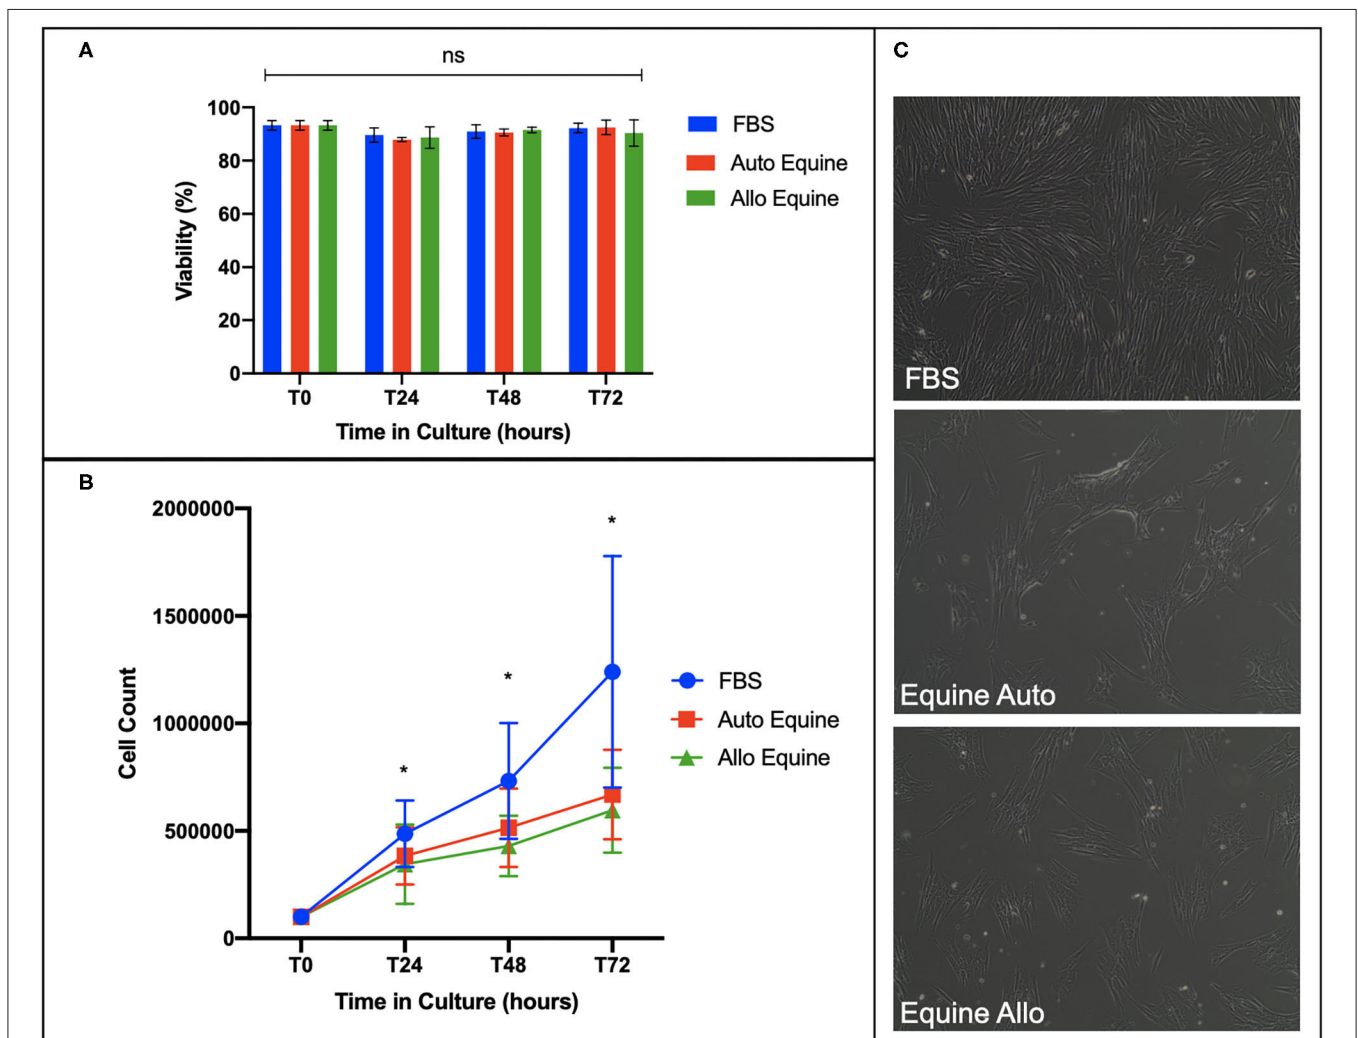 A
ns
100
80
60
40
20
0
Viability (%)
T0 T24 T48 T72
Time in Culture (hours)
FBS
Auto Equine
Allo Equine
B
2000000
1500000
1000000
500000
0
Cell Count
*
*
*
T0 T24 T48 T72
Time in Culture (hours)
FBS
Auto Equine
Allo Equine
C
FBS
Equine Auto
Equine Allo